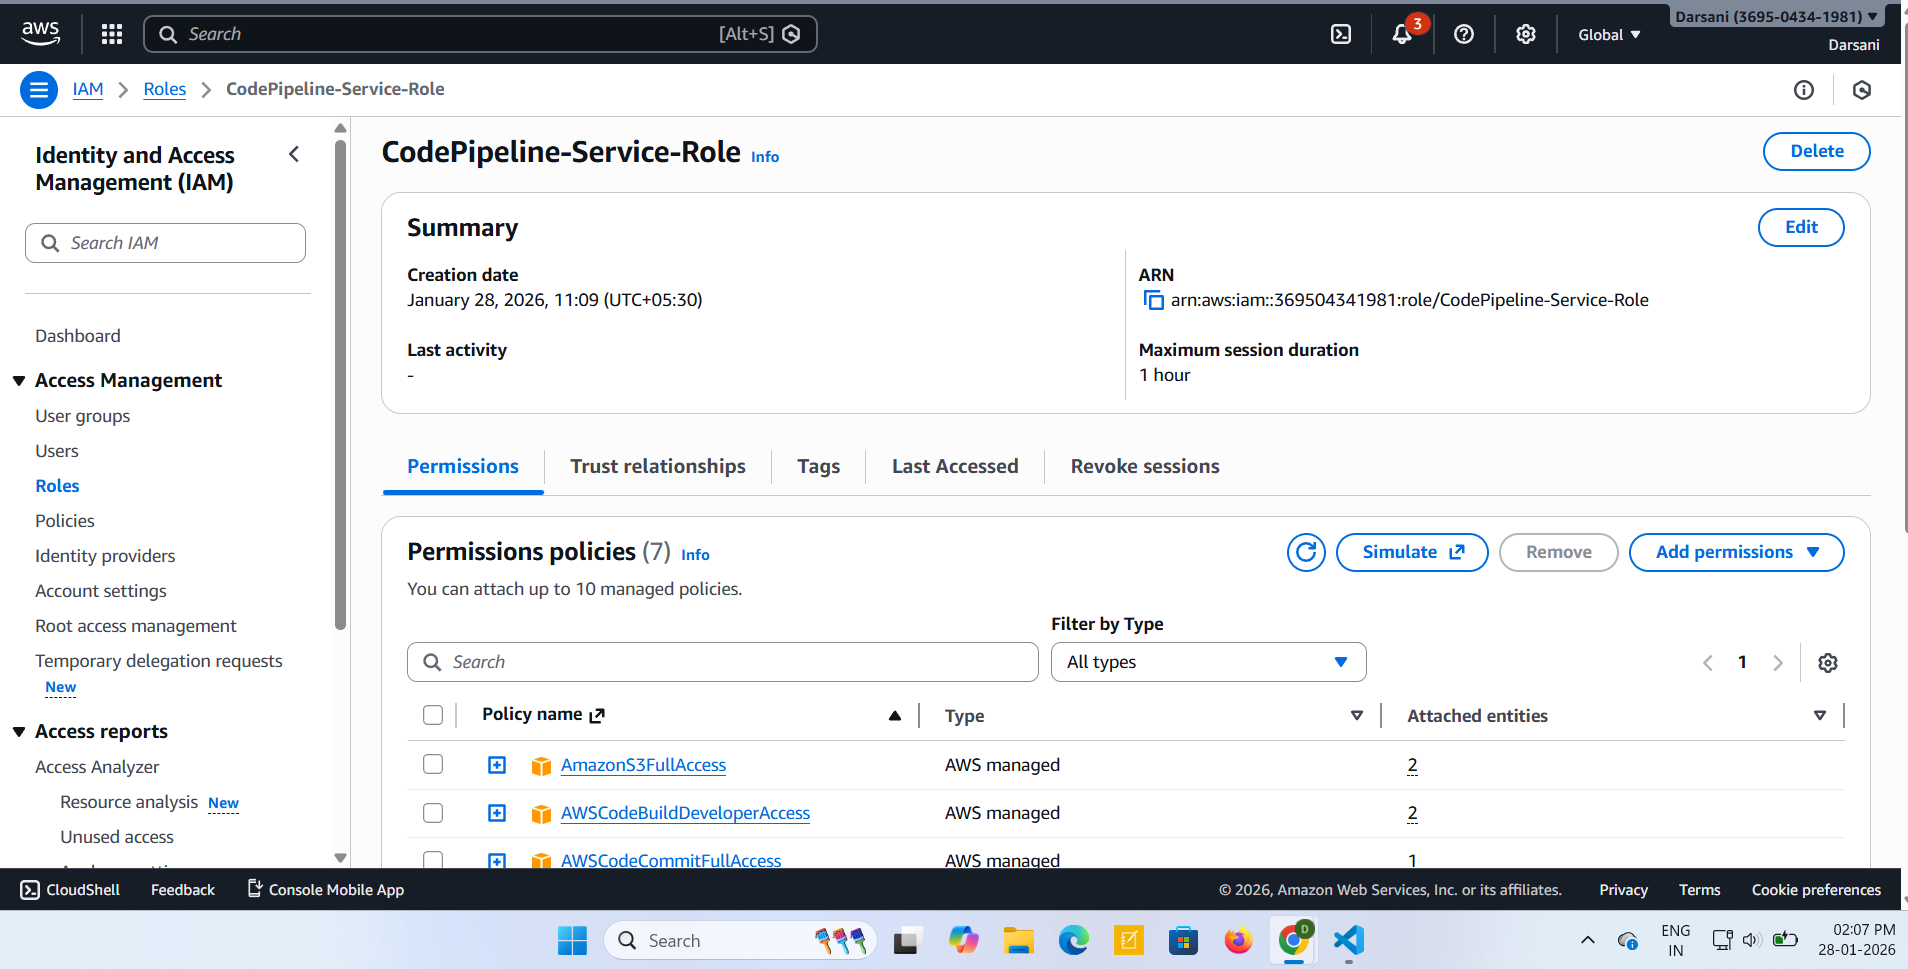 aws
Search
[Alt+S]
3
Global
Darsani (3695-0434-1981)
Darsani
IAM
Roles
CodePipeline-Service-Role
Identity and Access Management (IAM)
Search IAM
Dashboard
Access Management
User groups
Users
Roles
Policies
Identity providers
Account settings
Root access management
Temporary delegation requests
New
Access reports
Access Analyzer
Resource analysis New
Unused access
CodePipeline-Service-Role Info
Delete
Summary
Edit
Creation date
January 28, 2026, 11:09 (UTC+05:30)
ARN
arn:aws:iam::369504341981:role/CodePipeline-Service-Role
Last activity
-
Maximum session duration
1 hour
Permissions
Trust relationships
Tags
Last Accessed
Revoke sessions
Permissions policies (7) Info
Simulate
Remove
Add permissions
You can attach up to 10 managed policies.
Filter by Type
Search
All types
1
Policy name
Type
Attached entities
AmazonS3FullAccess
AWS managed
2
AWSCodeBuildDeveloperAccess
AWS managed
2
AWSCodeCommitFullAccess
AWS managed
1
CloudShell
Feedback
Console Mobile App
© 2026, Amazon Web Services, Inc. or its affiliates.
Privacy
Terms
Cookie preferences
Search
D
ENG
IN
02:07 PM
28-01-2026